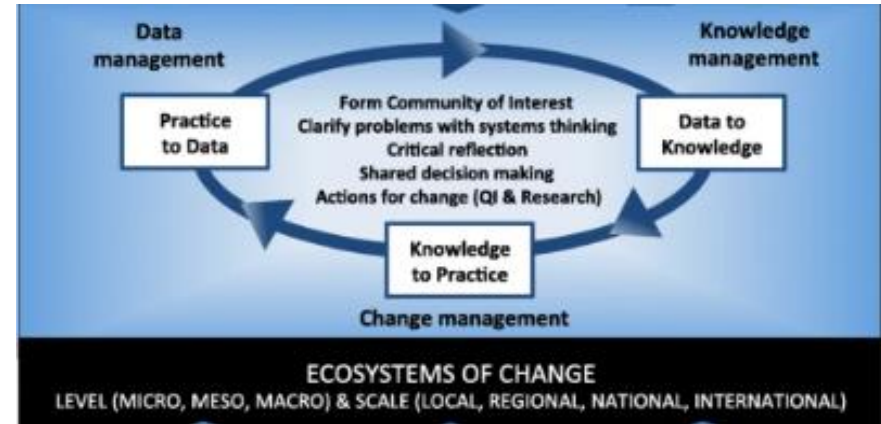 Data
management
Knowledge
management
Practice
to Data
Form Community of Interest
Clarify problems with systems thinking
Critical reflection
Shared decision making
Actions for change (QI & Research)
Data to
Knowledge
Knowledge
to Practice
Change management
ECOSYSTEMS OF CHANGE
LEVEL (MICRO, MESO, MACRO) & SCALE (LOCAL, REGIONAL, NATIONAL, INTERNATIONAL)